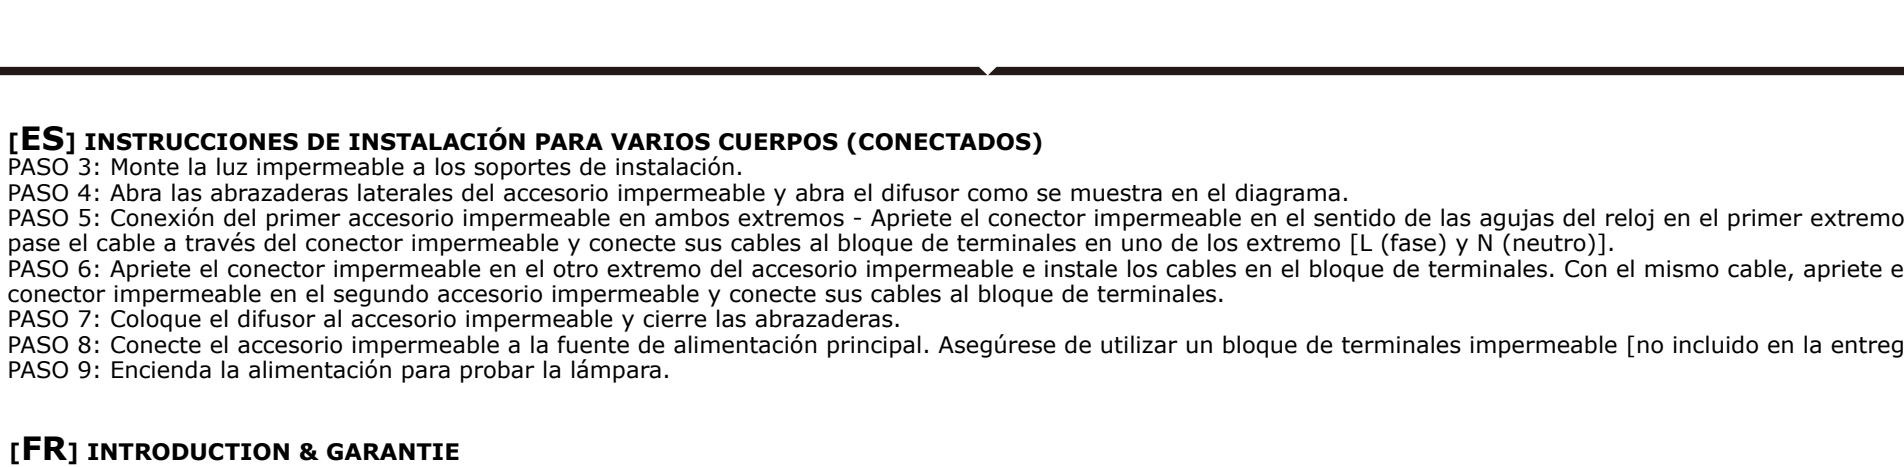 [ES] INSTRUCCIONES DE INSTALACIÓN PARA VARIOS CUERPOS (CONECTADOS)
PASO 3: Monte la luz impermeable a los soportes de instalación.
PASO 4: Abra las abrazaderas laterales del accesorio impermeable y abra el difusor como se muestra en el diagrama.
PASO 5: Conexión del primer accesorio impermeable en ambos extremos - Apriete el conector impermeable en el sentido de las agujas del reloj en el primer extremo
pase el cable a través del conector impermeable y conecte sus cables al bloque de terminales en uno de los extremo [L (fase) y N (neutro)].
PASO 6: Apriete el conector impermeable en el otro extremo del accesorio impermeable e instale los cables en el bloque de terminales. Con el mismo cable, apriete e
conector impermeable en el segundo accesorio impermeable y conecte sus cables al bloque de terminales.
PASO 7: Coloque el difusor al accesorio impermeable y cierre las abrazaderas.
PASO 8: Conecte el accesorio impermeable a la fuente de alimentación principal. Asegúrese de utilizar un bloque de terminales impermeable [no incluido en la entreg
PASO 9: Encienda la alimentación para probar la lámpara.
[FR] INTRODUCTION & GARANTIE